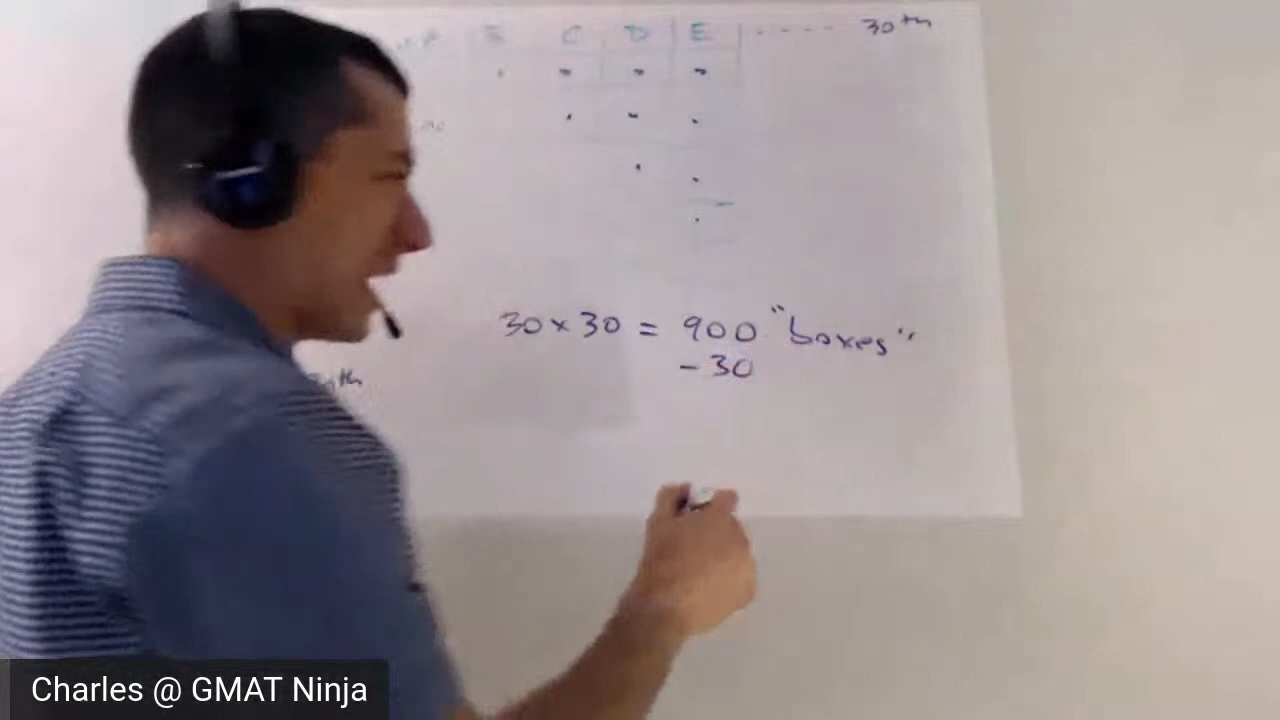 C D E ---- 30th
30 x 30 = 900 "boxes"
- 30
Charles @ GMAT Ninja